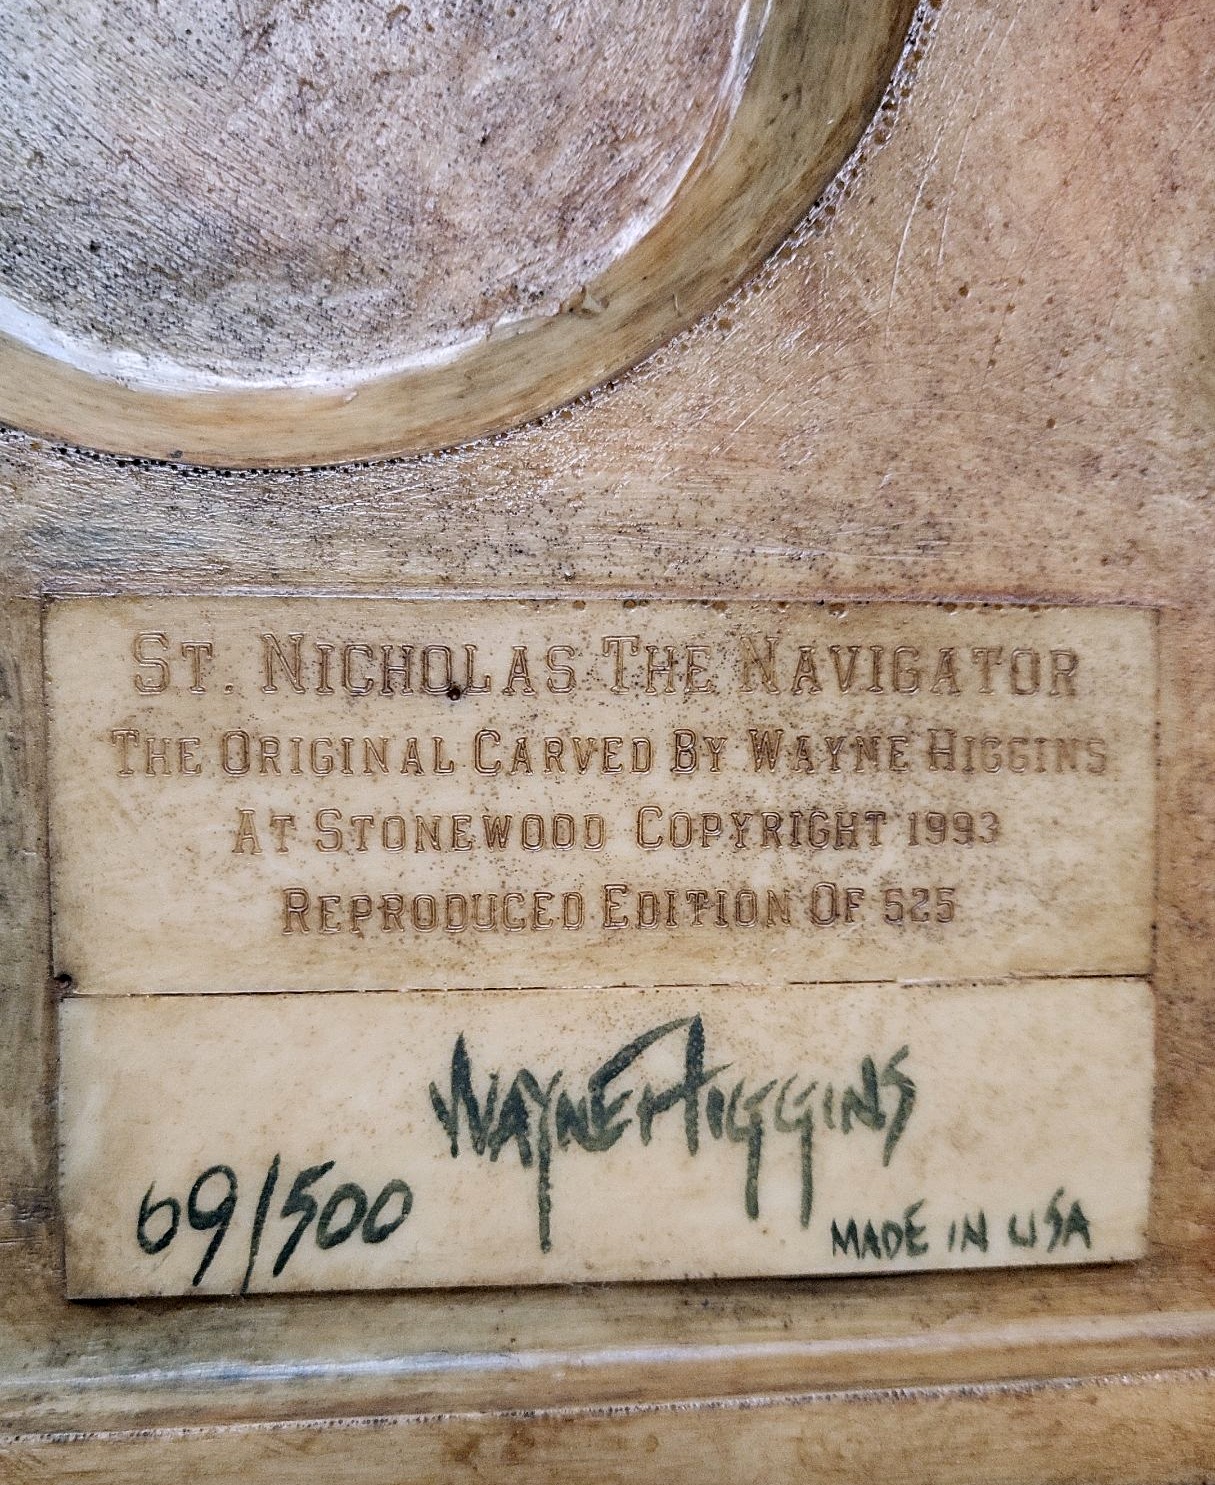 St. Nicholas The Navigator
The Original Carved By Wayne Higgins
At Stonewood Copyright 1993
Reproduced Edition Of 525
Wayne Higgins
69/500
MADE IN USA